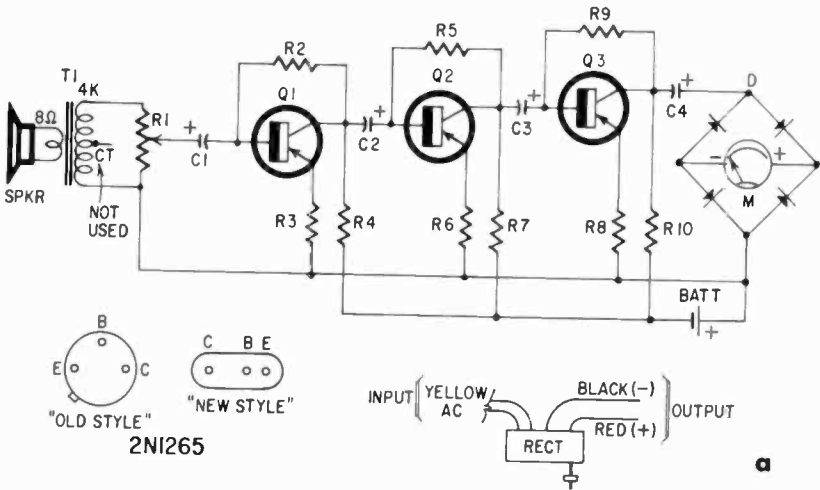 R9
R5
R2
Q3
Q2
Q1
T1
4K
8Ω
R1
CT
SPKR
NOT
USED
+
C1
+
C2
+
C3
+
C4
D
- +
M
R3
R4
R6
R7
R8
R10
BATT
+
B
E
C
"OLD STYLE"
C B E
"NEW STYLE"
2N1265
INPUT
YELLOW
AC
BLACK(-)
RED(+)
OUTPUT
RECT
a